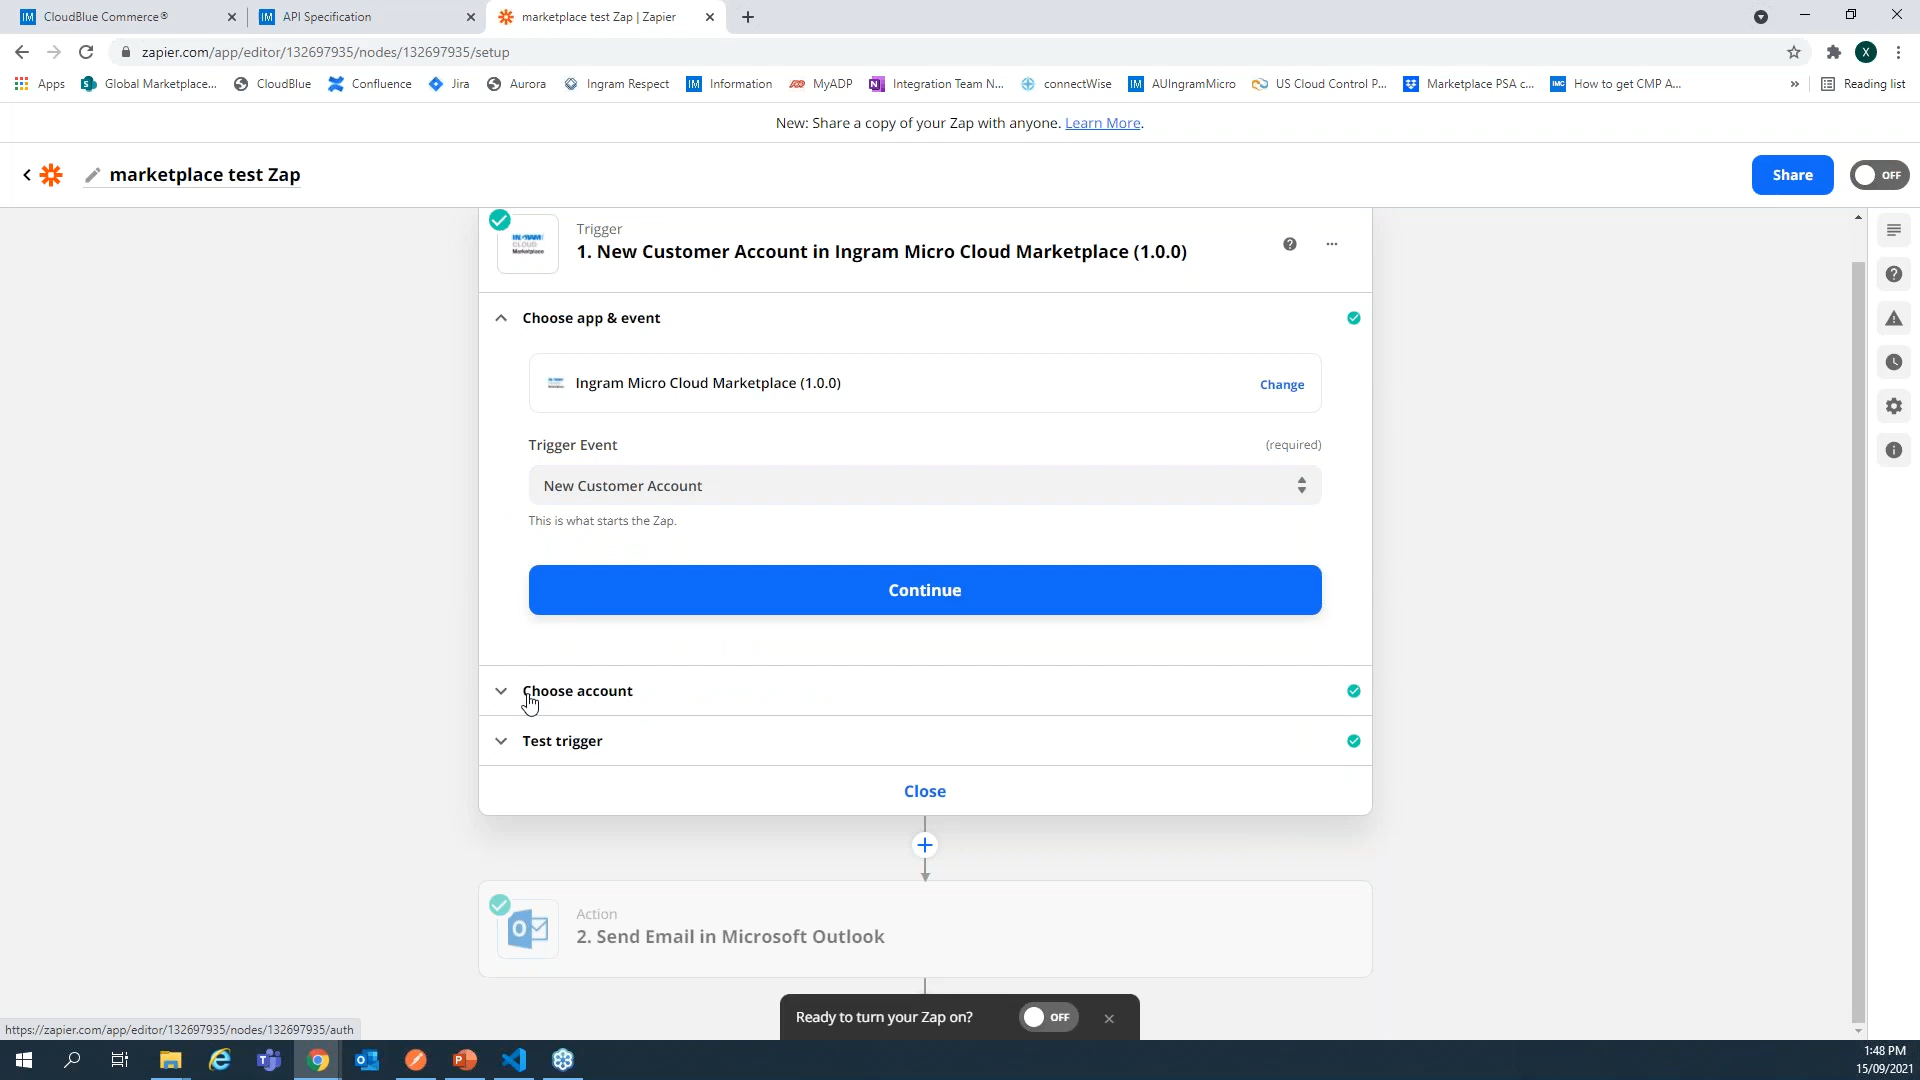 CloudBlue Commerce®
API Specification
marketplace test Zap | Zapier
zapier.com/app/editor/132697935/nodes/132697935/setup
X
Apps
Global Marketplace...
CloudBlue
Confluence
Jira
Aurora
Ingram Respect
Information
MyADP
Integration Team N...
connectWise
AUIngramMicro
US Cloud Control P...
Marketplace PSA c...
How to get CMP A...
»
Reading list
New: Share a copy of your Zap with anyone. Learn More.
marketplace test Zap
Share
OFF
Trigger
1. New Customer Account in Ingram Micro Cloud Marketplace (1.0.0)
Choose app & event
Ingram Micro Cloud Marketplace (1.0.0)
Change
Trigger Event
(required)
New Customer Account
This is what starts the Zap.
Continue
Choose account
Test trigger
Close
Action
2. Send Email in Microsoft Outlook
Ready to turn your Zap on?
OFF
https://zapier.com/app/editor/132697935/nodes/132697935/auth
1:48 PM
15/09/2021